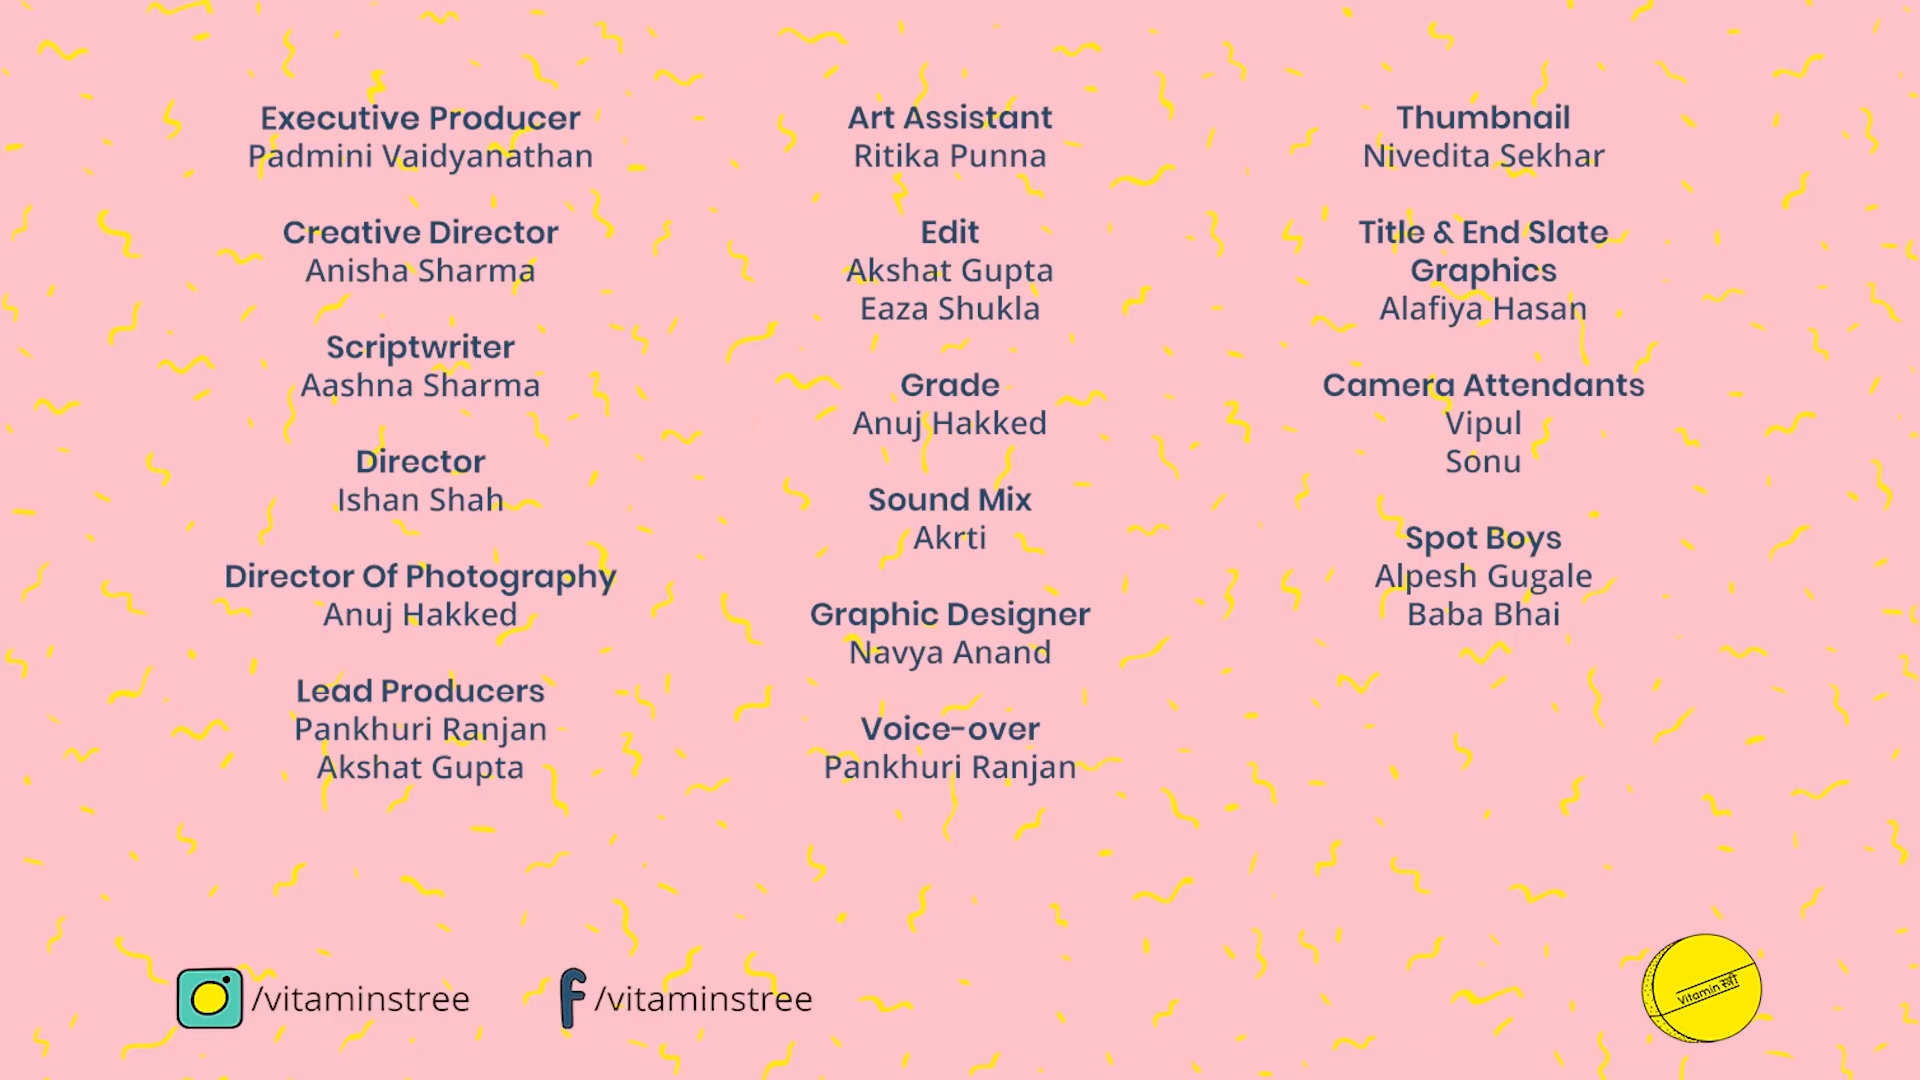 Executive Producer
Padmini Vaidyanathan
Creative Director
Anisha Sharma
Scriptwriter
Aashna Sharma
Director
Ishan Shah
Director Of Photography
Anuj Hakked
Lead Producers
Pankhuri Ranjan
Akshat Gupta
Art Assistant
Ritika Punna
Edit
Akshat Gupta
Eaza Shukla
Grade
Anuj Hakked
Sound Mix
Akrti
Graphic Designer
Navya Anand
Voice-over
Pankhuri Ranjan
Thumbnail
Nivedita Sekhar
Title & End Slate
Graphics
Alafiya Hasan
Camera Attendants
Vipul
Sonu
Spot Boys
Alpesh Gugale
Baba Bhai
/vitaminstree
/vitaminstree
Vitamin स्त्री